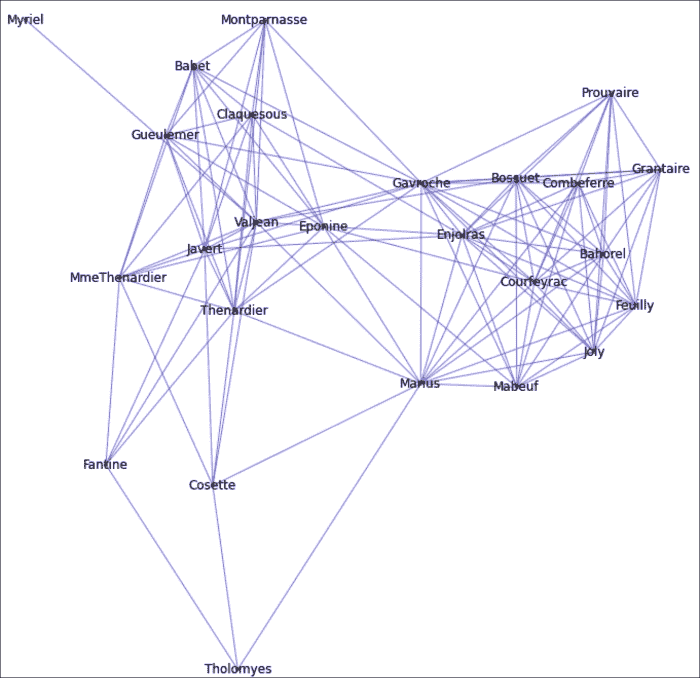 Myriel
Montparnasse
Babet
Prouvaire
Claquesous
Gueulemer
Grantaire
Bossuet
Gavroche
Combeferre
Valjean
Eponine
Enjolras
Javert
Bahorel
MmeThenardier
Courfeyrac
Feuilly
Thenardier
Joly
Marius
Mabeuf
Fantine
Cosette
Tholomyes